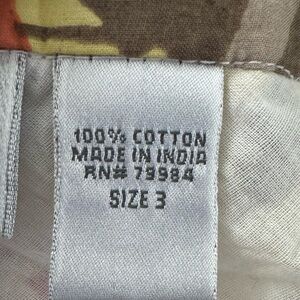 100% COTTON
MADE IN INDIA
RN# 79984
SIZE 3